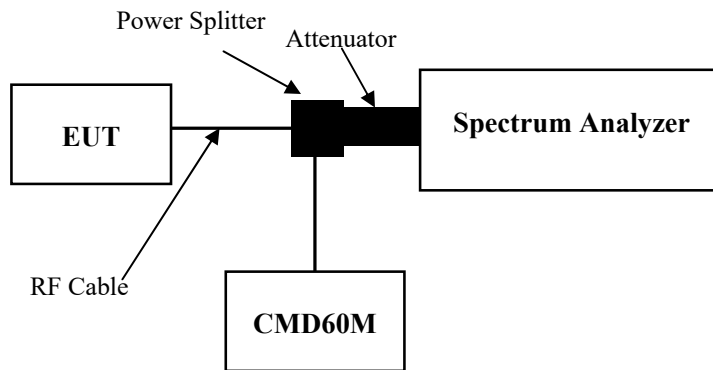 Power Splitter
Attenuator
EUT
Spectrum Analyzer
RF Cable
CMD60M